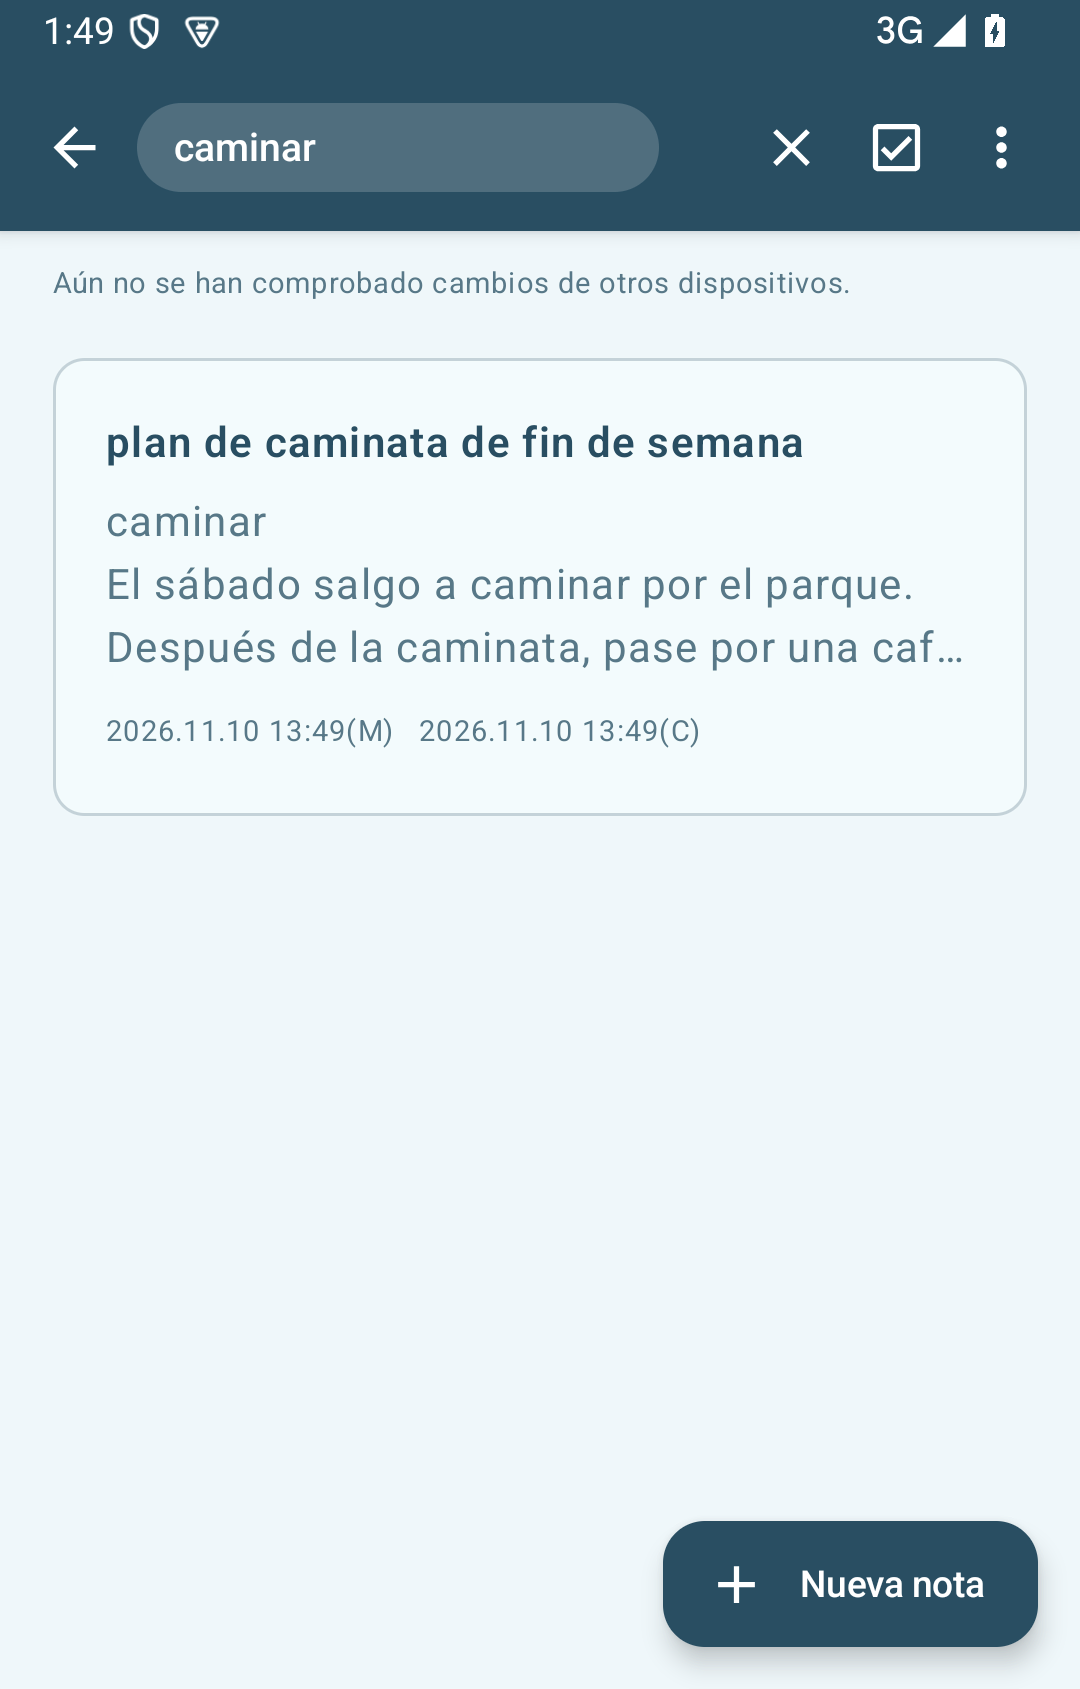 1:49
3G
caminar
Aún no se han comprobado cambios de otros dispositivos.
plan de caminata de fin de semana
caminar
El sábado salgo a caminar por el parque.
Después de la caminata, pase por una caf…
2026.11.10 13:49(M) 2026.11.10 13:49(C)
Nueva nota